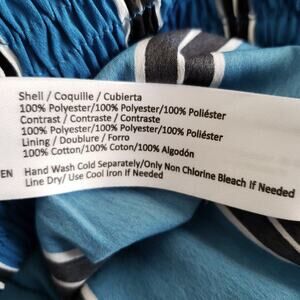 Shell / Coquille / Cubierta
100% Polyester/100% Polyester/100% Poliéster
Contrast / Contraste / Contraste
100% Polyester/100% Polyester/100% Poliéster
Lining / Doublure / Forro
100% Cotton/100% Coton/100% Algodón
EN Hand Wash Cold Separately/Only Non Chlorine Bleach If Needed
Line Dry/ Use Cool Iron If Needed